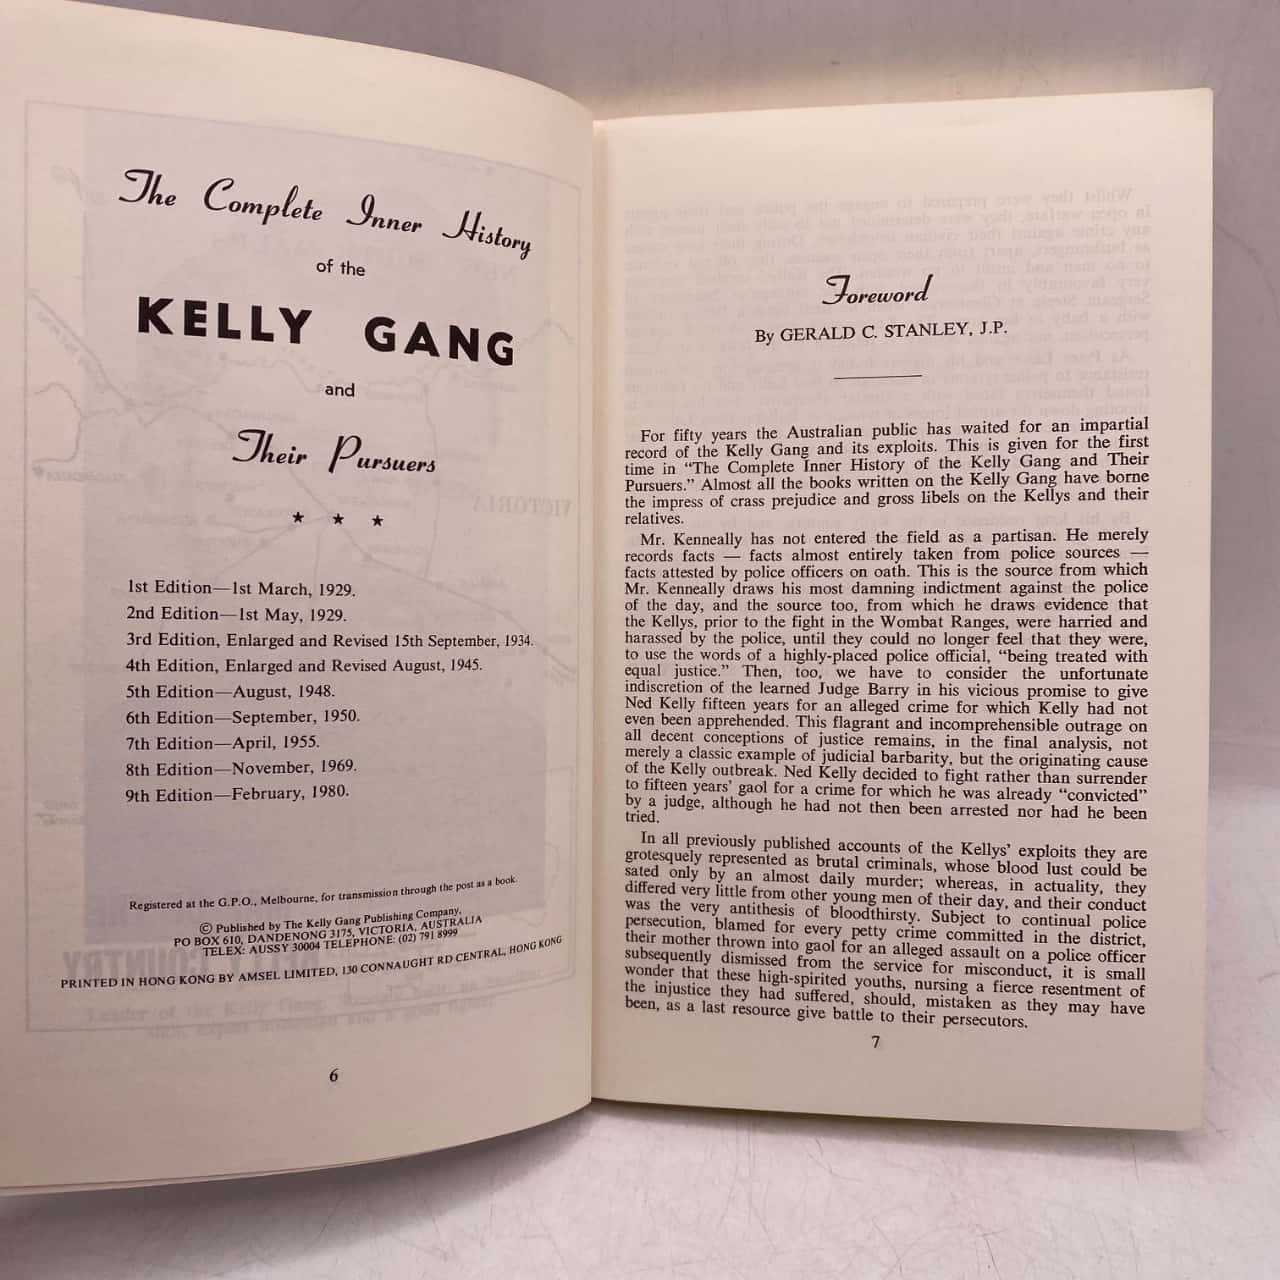 The Complete Inner History
of the
KELLY GANG
and
Their Pursuers
★ ★ ★
1st Edition—1st March, 1929.
2nd Edition—1st May, 1929.
3rd Edition, Enlarged and Revised 15th September, 1934.
4th Edition, Enlarged and Revised August, 1945.
5th Edition—August, 1948.
6th Edition—September, 1950.
7th Edition—April, 1955.
8th Edition—November, 1969.
9th Edition—February, 1980.
Registered at the G.P.O., Melbourne, for transmission through the post as a book.
© Published by The Kelly Gang Publishing Company,
PO BOX 610, DANDENONG 3175, VICTORIA, AUSTRALIA
TELEX: AUSSY 30004 TELEPHONE: (02) 791 8999
PRINTED IN HONG KONG BY AMSEL LIMITED, 130 CONNAUGHT RD CENTRAL, HONG KONG
6
Foreword
By GERALD C. STANLEY, J.P.
For fifty years the Australian public has waited for an impartial
record of the Kelly Gang and its exploits. This is given for the first
time in “The Complete Inner History of the Kelly Gang and Their
Pursuers.” Almost all the books written on the Kelly Gang have borne
the impress of crass prejudice and gross libels on the Kellys and their
relatives.
Mr. Kenneally has not entered the field as a partisan. He merely
records facts — facts almost entirely taken from police sources —
facts attested by police officers on oath. This is the source from which
Mr. Kenneally draws his most damning indictment against the police
of the day, and the source too, from which he draws evidence that
the Kellys, prior to the fight in the Wombat Ranges, were harried and
harassed by the police, until they could no longer feel that they were,
to use the words of a highly-placed police official, “being treated with
equal justice.” Then, too, we have to consider the unfortunate
indiscretion of the learned Judge Barry in his vicious promise to give
Ned Kelly fifteen years for an alleged crime for which Kelly had not
even been apprehended. This flagrant and incomprehensible outrage on
all decent conceptions of justice remains, in the final analysis, not
merely a classic example of judicial barbarity, but the originating cause
of the Kelly outbreak. Ned Kelly decided to fight rather than surrender
to fifteen years’ gaol for a crime for which he was already “convicted”
by a judge, although he had not then been arrested nor had he been
tried.
In all previously published accounts of the Kellys’ exploits they are
grotesquely represented as brutal criminals, whose blood lust could be
sated only by an almost daily murder; whereas, in actuality, they
differed very little from other young men of their day, and their conduct
was the very antithesis of bloodthirsty. Subject to continual police
persecution, blamed for every petty crime committed in the district,
their mother thrown into gaol for an alleged assault on a police officer
subsequently dismissed from the service for misconduct, it is small
wonder that these high-spirited youths, nursing a fierce resentment of
the injustice they had suffered, should, mistaken as they may have
been, as a last resource give battle to their persecutors.
7